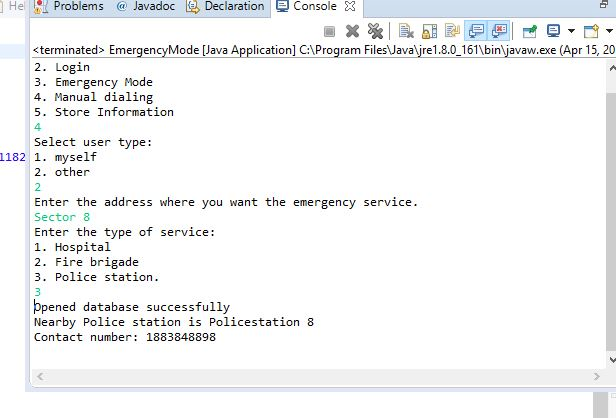 Hel
Problems @ Javadoc Declaration Console
<terminated> EmergencyMode [Java Application] C:\Program Files\Java\jre1.8.0_161\bin\javaw.exe (Apr 15, 20
2. Login
3. Emergency Mode
4. Manual dialing
5. Store Information
4
Select user type:
1182
1. myself
2. other
2
Enter the address where you want the emergency service.
Sector 8
Enter the type of service:
1. Hospital
2. Fire brigade
3. Police station.
3
Opened database successfully
Nearby Police station is Policestation 8
Contact number: 1883848898